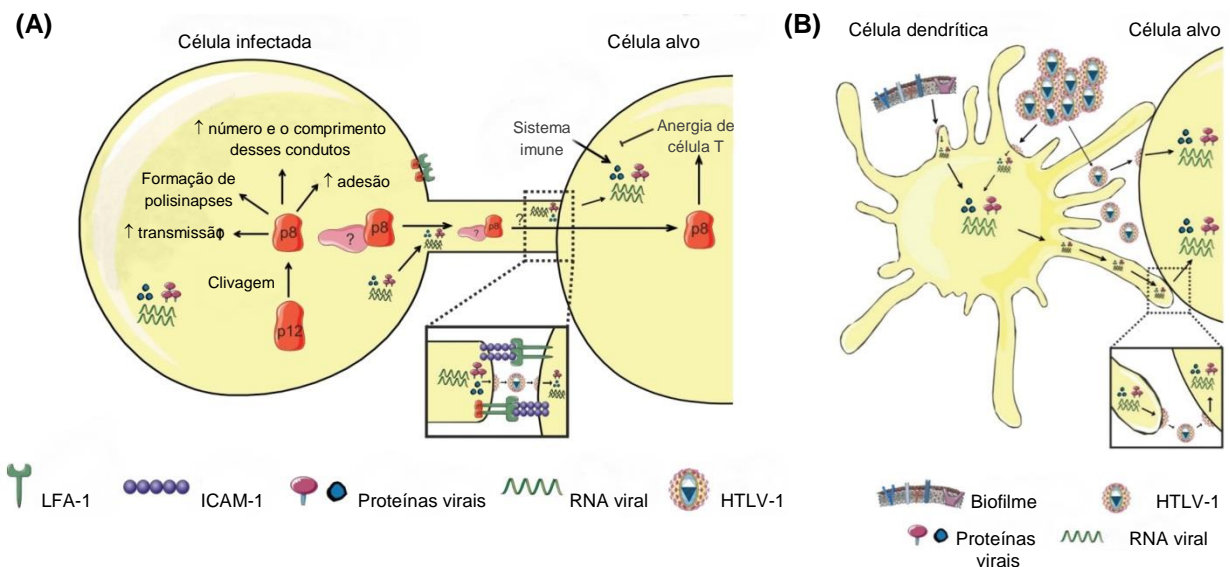 (A)
Célula infectada
Célula alvo
↑ número e o comprimento
desses condutos
Formação de
polisinapses
↑ adesão
↑ transmissão
p8
?
p8
Clivagem
p12
?
p8
?
Sistema
imune
Anergia de
célula T
p8
LFA-1
ICAM-1
Proteínas virais
RNA viral
HTLV-1
(B)
Célula dendrítica
Célula alvo
Biofilme
HTLV-1
Proteínas
virais
RNA viral